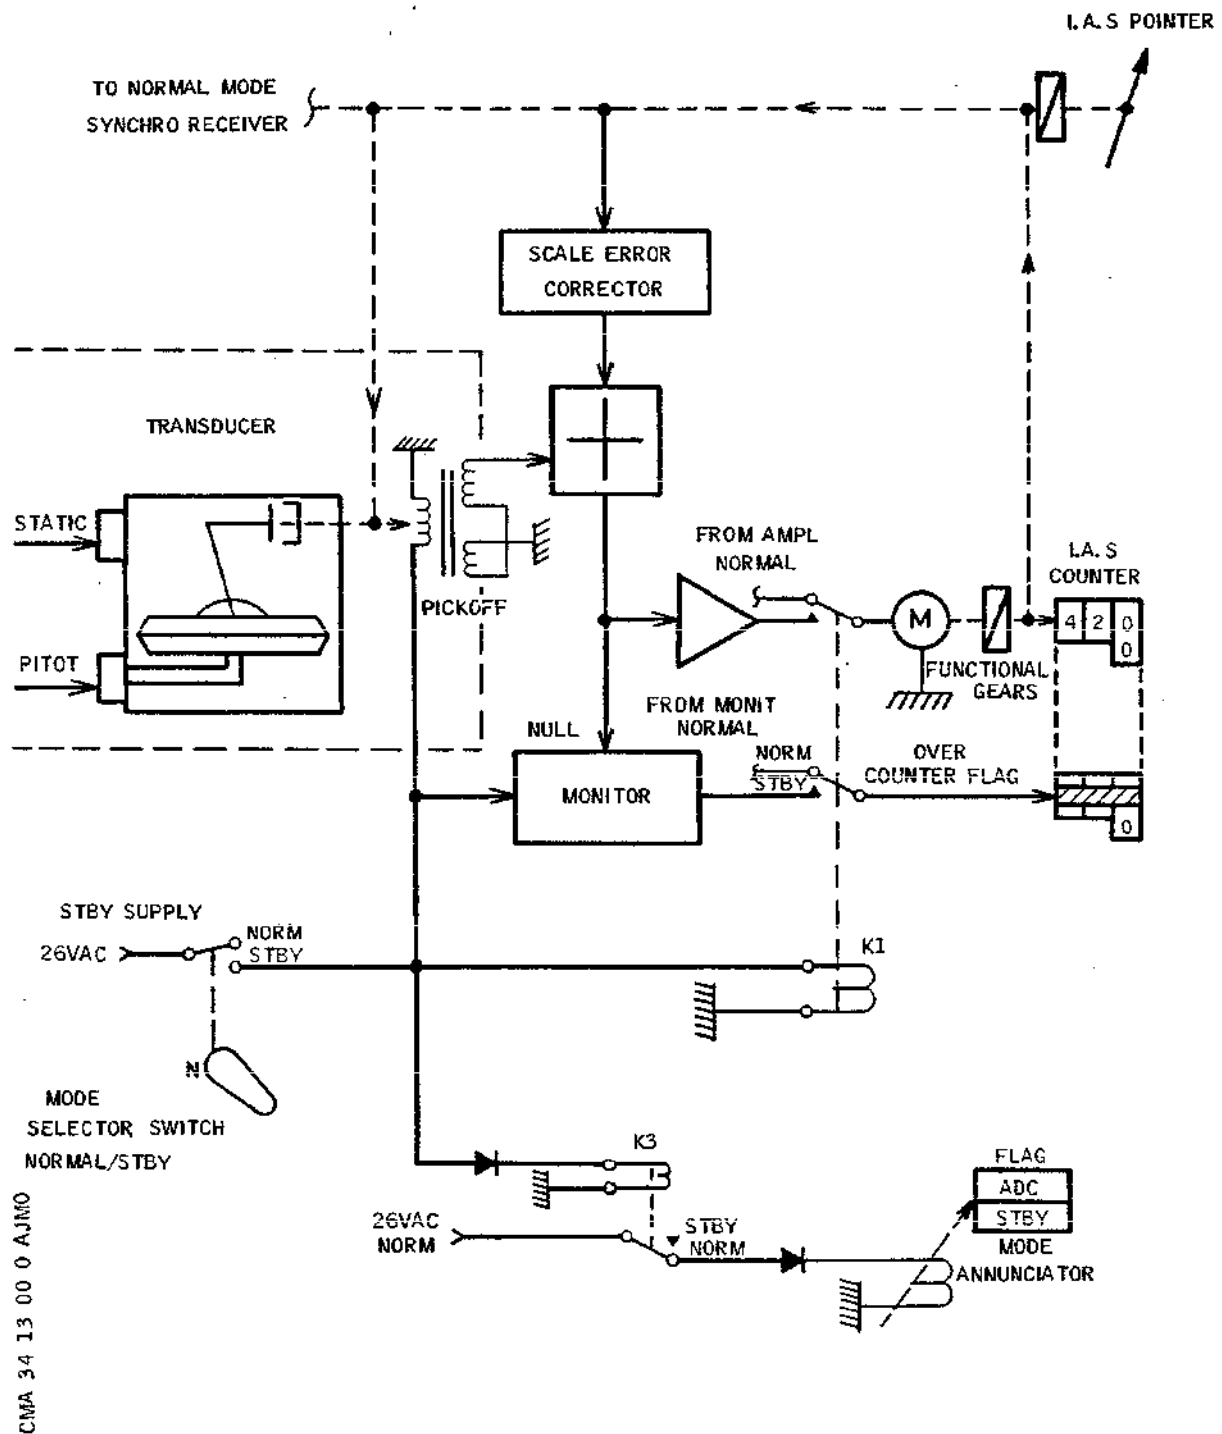 I.A.S POINTER
TO NORMAL MODE
SYNCHRO RECEIVER
SCALE ERROR
CORRECTOR
TRANSDUCER
STATIC
PITOT
PICKOFF
FROM AMPL
NORMAL
I.A.S
COUNTER
M
4 2 0
0
FUNCTIONAL
GEARS
FROM MONIT
NORMAL
NULL
MONITOR
NORM
STBY
OVER
COUNTER FLAG
0
STBY SUPPLY
26VAC
NORM
STBY
K1
N
MODE
SELECTOR SWITCH
NORMAL/STBY
K3
26VAC
NORM
STBY
NORM
FLAG
ADC
STBY
MODE
ANNUNCIATOR
CMA 34 13 00 0 AJMO